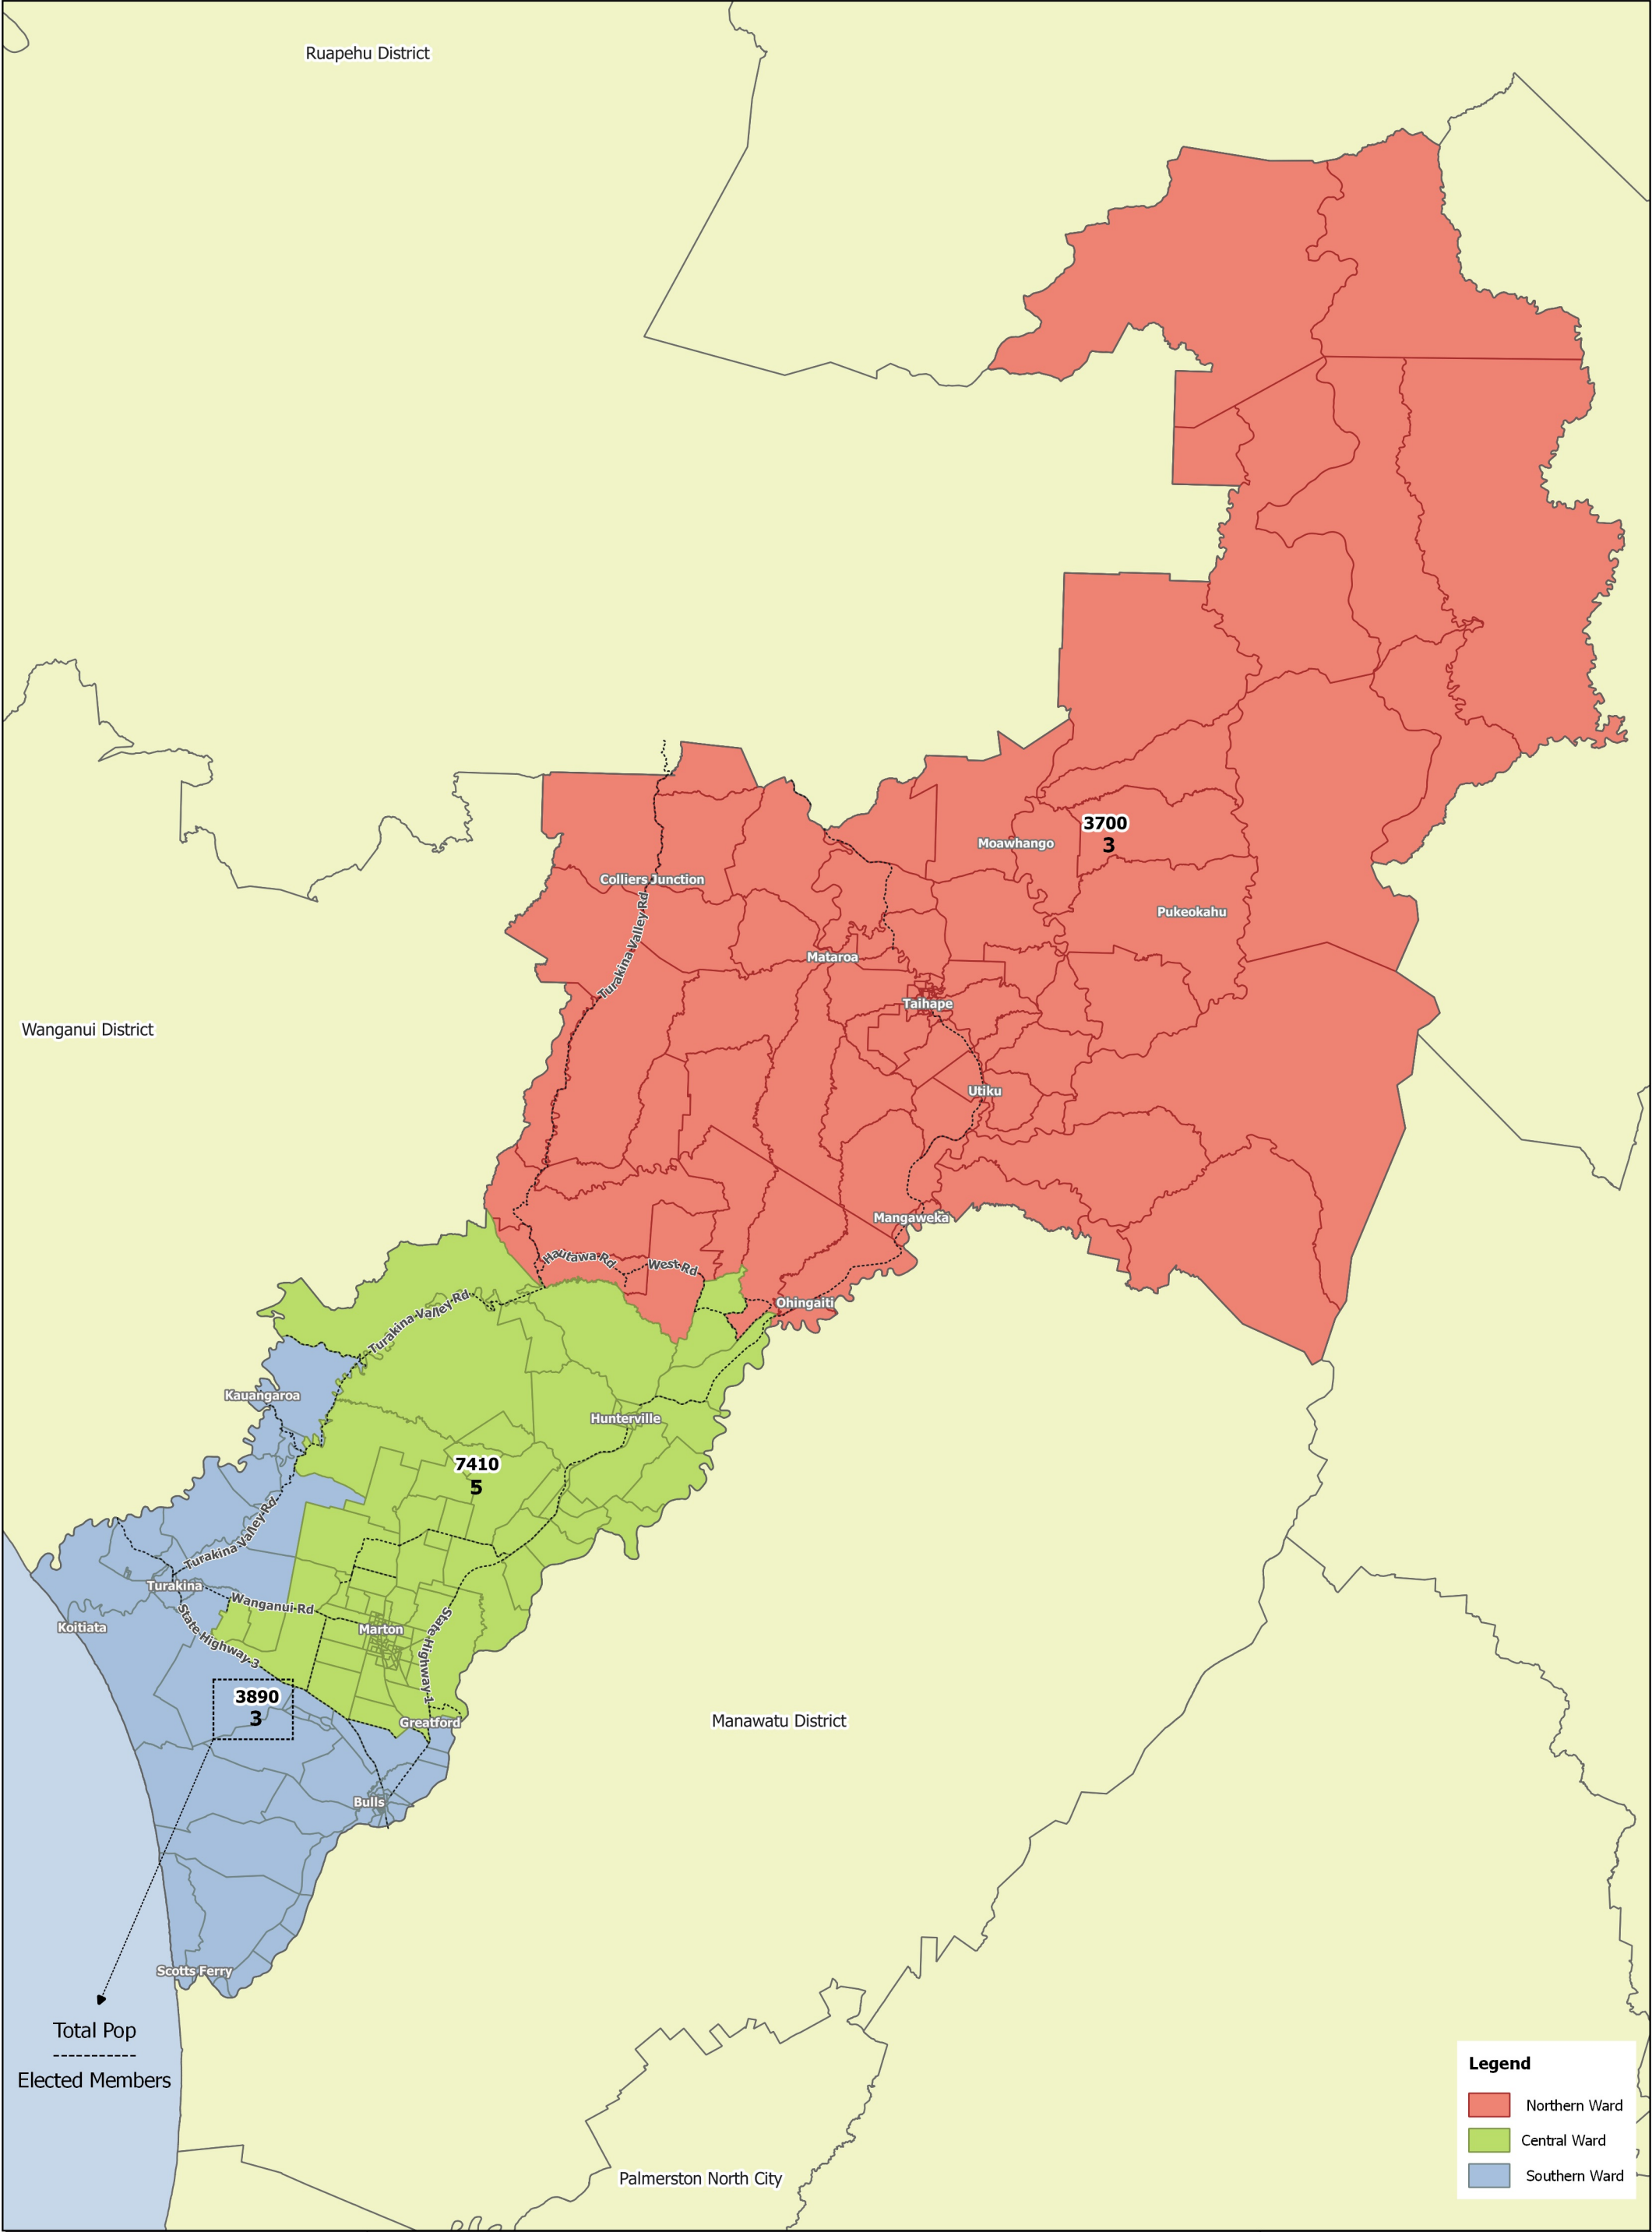 Ruapehu District
3700
3
Moawhango
Colliers Junction
Pukeokahu
Turakina Valley Rd
Mataroa
Taihape
Wanganui District
Utiku
Mangaweka
Hautawa Rd
West Rd
Ohingaiti
Turakina Valley Rd
Kauangaroa
Hunterville
7410
5
Turakina Valley Rd
Turakina
Wanganui Rd
Koitiata
State Highway 3
Marton
State Highway 1
3890
3
Greatford
Manawatu District
Bulls
Scotts Ferry
Total Pop
Elected Members
Legend
Northern Ward
Central Ward
Southern Ward
Palmerston North City